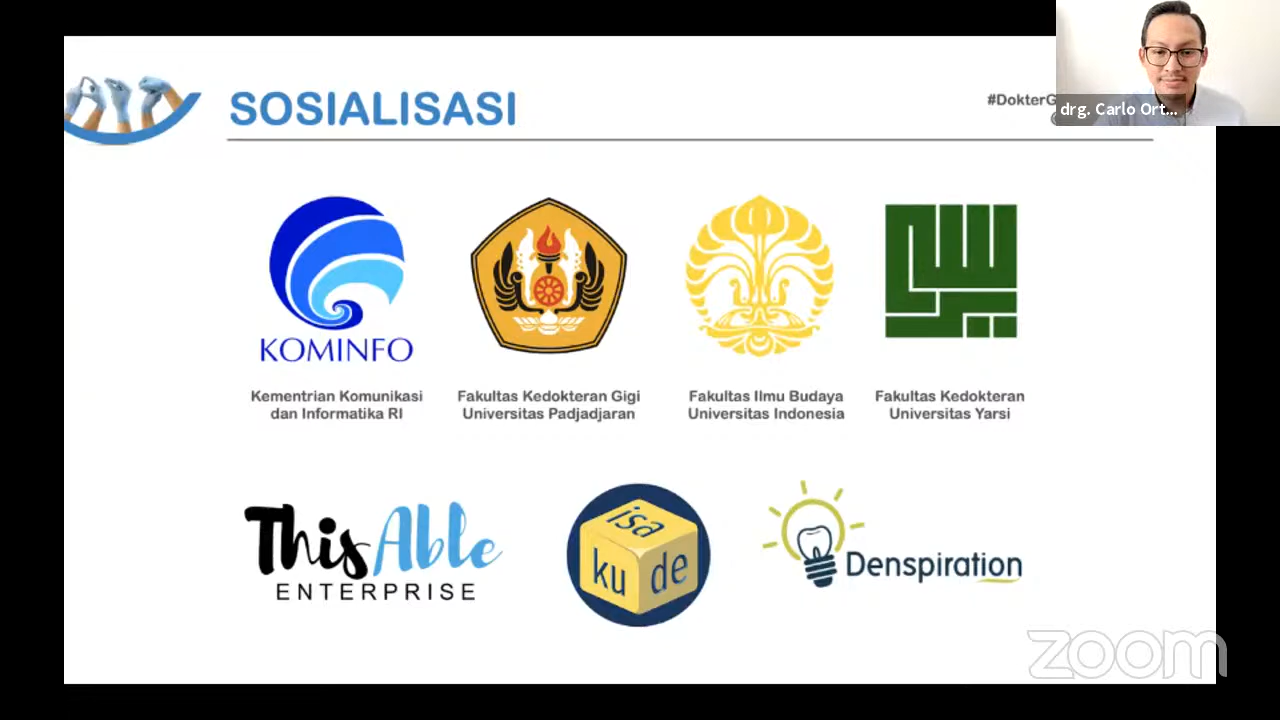 SOSIALISASI
#DokterG
drg. Carlo Ort...
KOMINFO
Kementrian Komunikasi
dan Informatika RI
Fakultas Kedokteran Gigi
Universitas Padjadjaran
Fakultas Ilmu Budaya
Universitas Indonesia
Fakultas Kedokteran
Universitas Yarsi
ThisAble
ENTERPRISE
isa
ku de
Denspiration
zoom